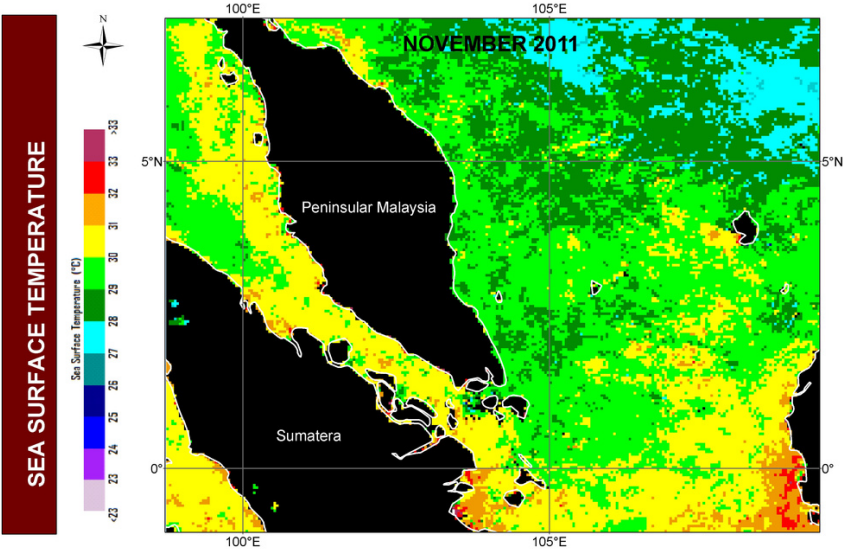 SEA SURFACE TEMPERATURE
N
Sea Surface Temperature (°C)
>33
33
32
31
30
29
28
27
26
25
24
23
<23
100°E
105°E
NOVEMBER 2011
5°N
5°N
Peninsular Malaysia
Sumatera
0°
0°
100°E
105°E